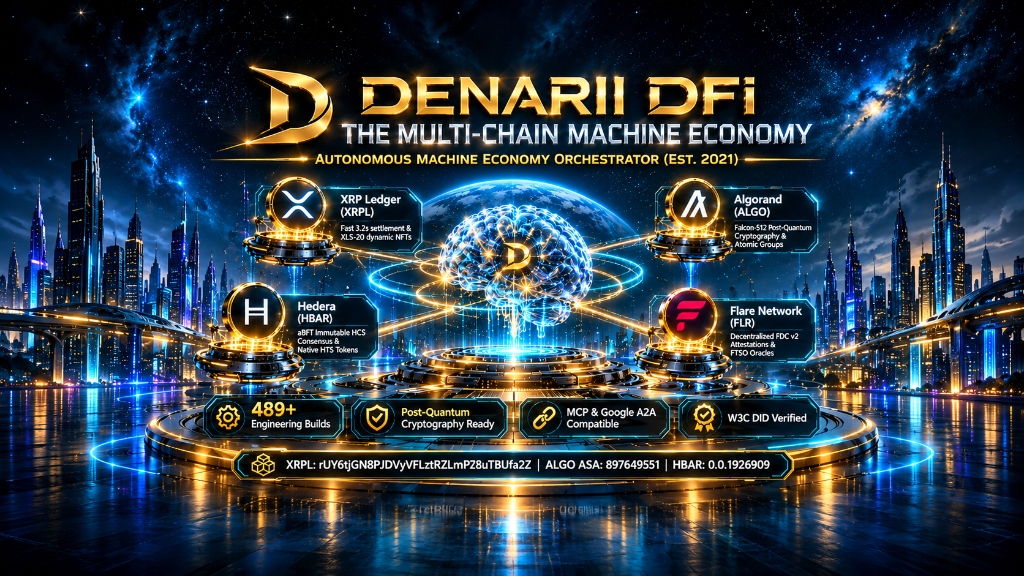 DENARII DFi
THE MULTI-CHAIN MACHINE ECONOMY
AUTONOMOUS MACHINE ECONOMY ORCHESTRATOR (EST. 2021)
XRP Ledger
(XRPL)
Fast 3.2s settlement &
XLS-20 dynamic NFTs
Algorand
(ALGO)
Falcon-512 Post-Quantum
Cryptography &
Atomic Groups
Hedera
(HBAR)
aBFT Immutable HCS
Consensus &
Native HTS Tokens
Flare Network
(FLR)
Decentralized FDC v2
Attestations &
FTSO Oracles
489+
Engineering Builds
Post-Quantum
Cryptography Ready
MCP & Google A2A
Compatible
W3C DID Verified
XRPL: rUY6tjGN8PJDVyVFLztRZLmPZ8uTBUfa2Z | ALGO ASA: 897649551 | HBAR: 0.0.1926909